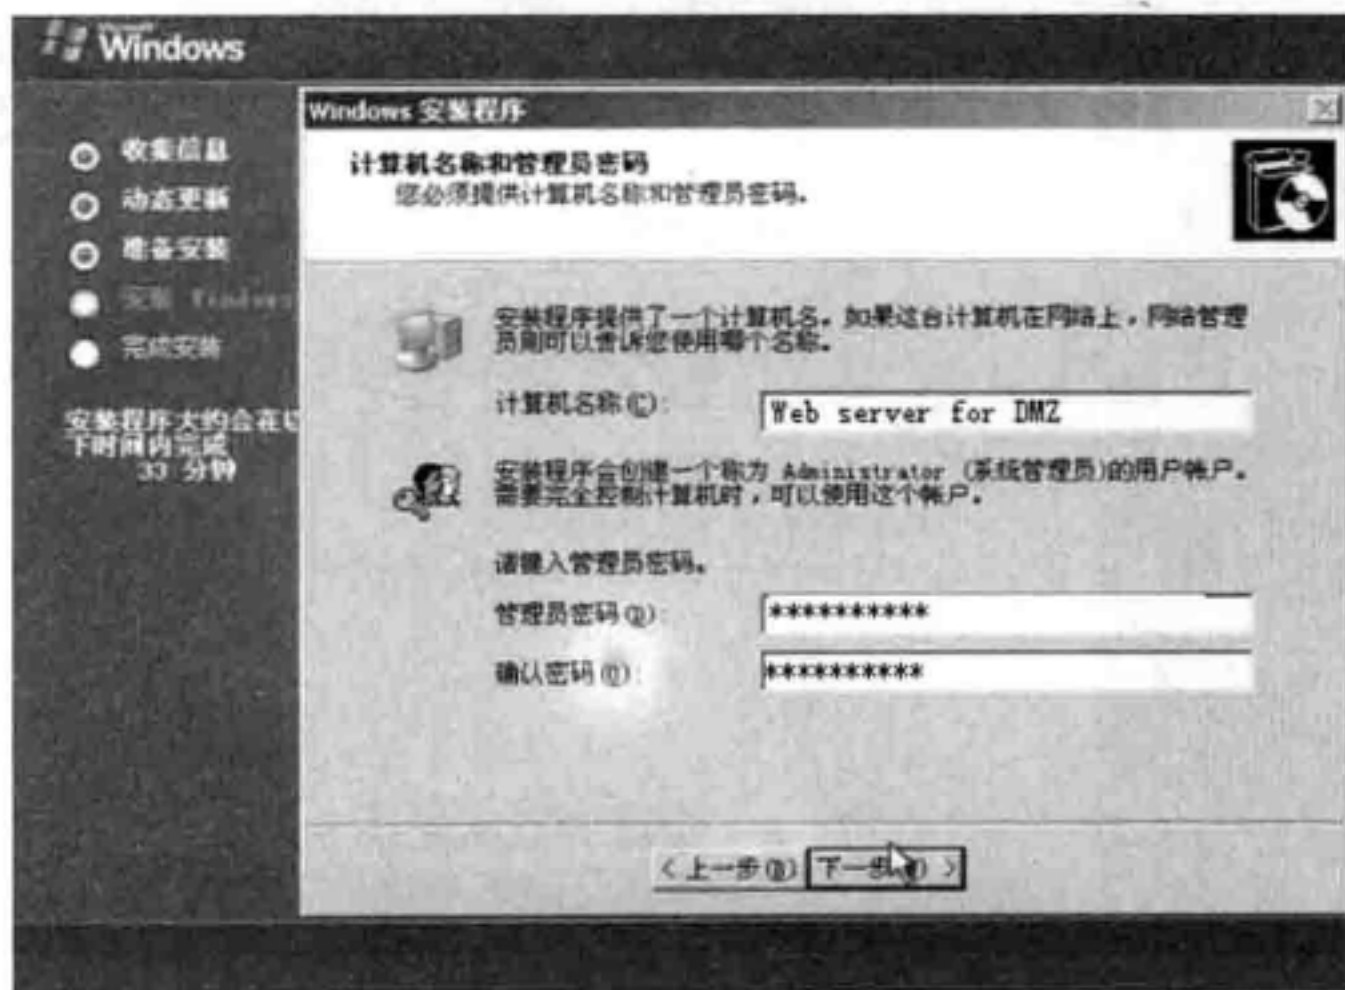 Microsoft
Windows
收集信息
动态更新
准备安装
安装 Windows
完成安装
安装程序大约会在以
下时间内完成
33 分钟
Windows 安装程序
计算机名称和管理员密码
您必须提供计算机名称和管理员密码。
安装程序提供了一个计算机名。如果这台计算机在网络上，网络管理
员则可以告诉您使用哪个名称。
计算机名称(C):
Web server for DMZ
安装程序会创建一个称为 Administrator (系统管理员)的用户帐户。
需要完全控制计算机时，可以使用这个帐户。
请键入管理员密码。
管理员密码(D):
**********
确认密码(O):
**********
< 上一步(B)
下一步 >